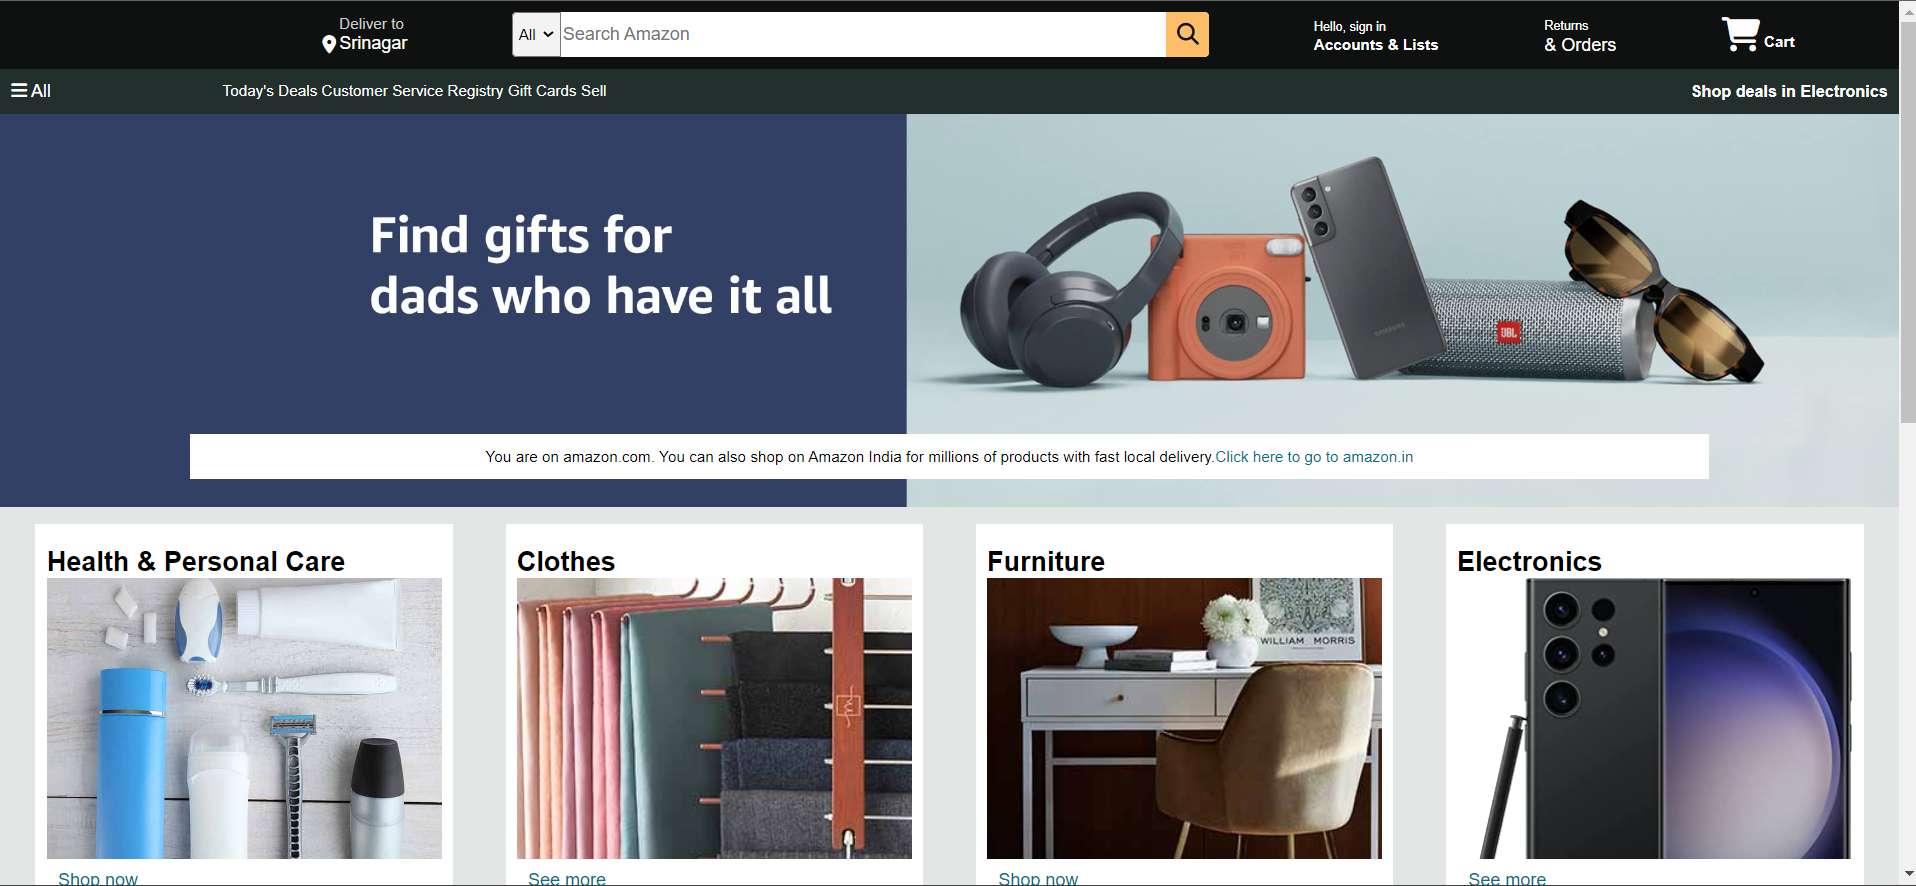 Deliver to
Srinagar
All
Search Amazon
Hello, sign in
Accounts & Lists
Returns
& Orders
Cart
All
Today's Deals Customer Service Registry Gift Cards Sell
Shop deals in Electronics
Find gifts for
dads who have it all
SAMSUNG
JBL
You are on amazon.com. You can also shop on Amazon India for millions of products with fast local delivery.Click here to go to amazon.in
Health & Personal Care
Clothes
Furniture
Electronics
WILLIAM MORRIS
Shop now
See more
Shop now
See more